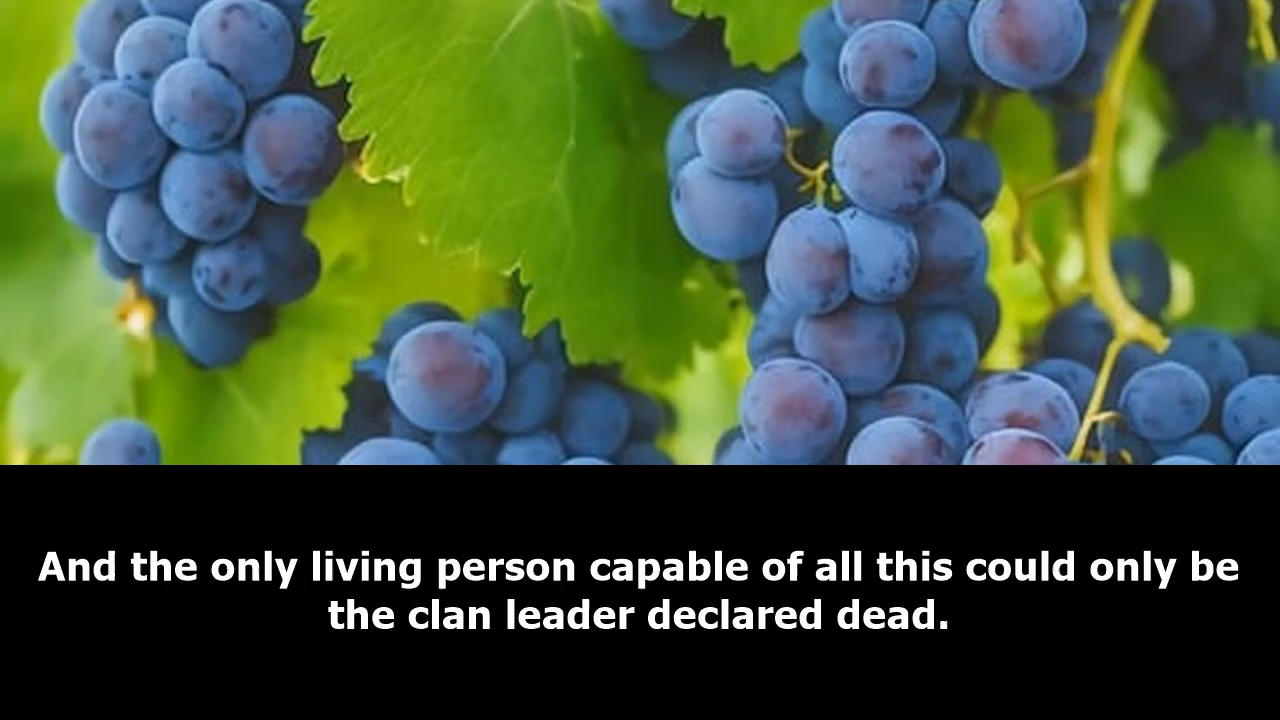 And the only living person capable of all this could only be
the clan leader declared dead.